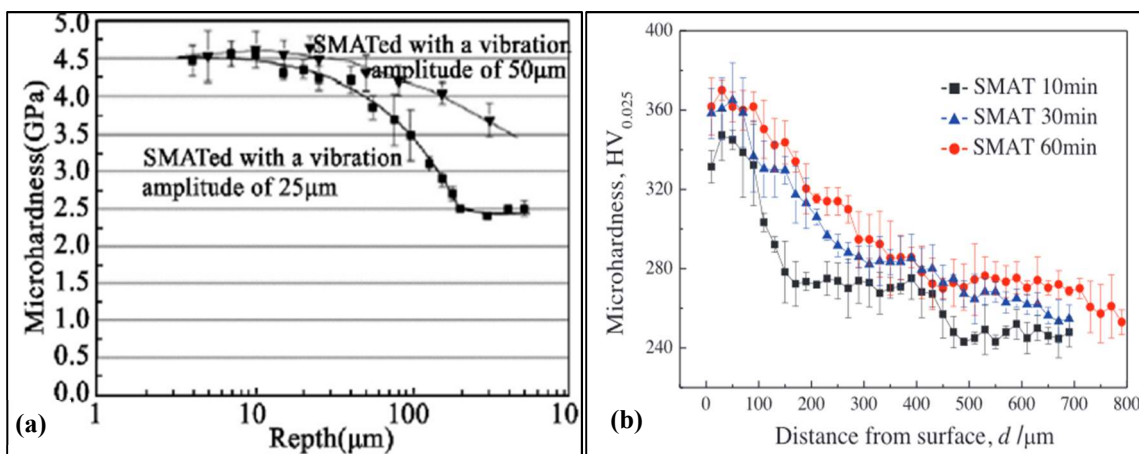 5.0
4.5
4.0
3.5
3.0
2.5
2.0
1.5
1.0
0.5
0.0
Microhardness(GPa)
SMATed with a vibration
amplitude of 50μm
SMATed with a vibration
amplitude of 25μm
1 10 100 10
Repth(μm)
(a)
360
320
280
240
Microhardness, HV0.025
SMAT 10min
SMAT 30min
SMAT 60min
0 100 200 300 400 500 600 700 800
Distance from surface, d /μm
(b)